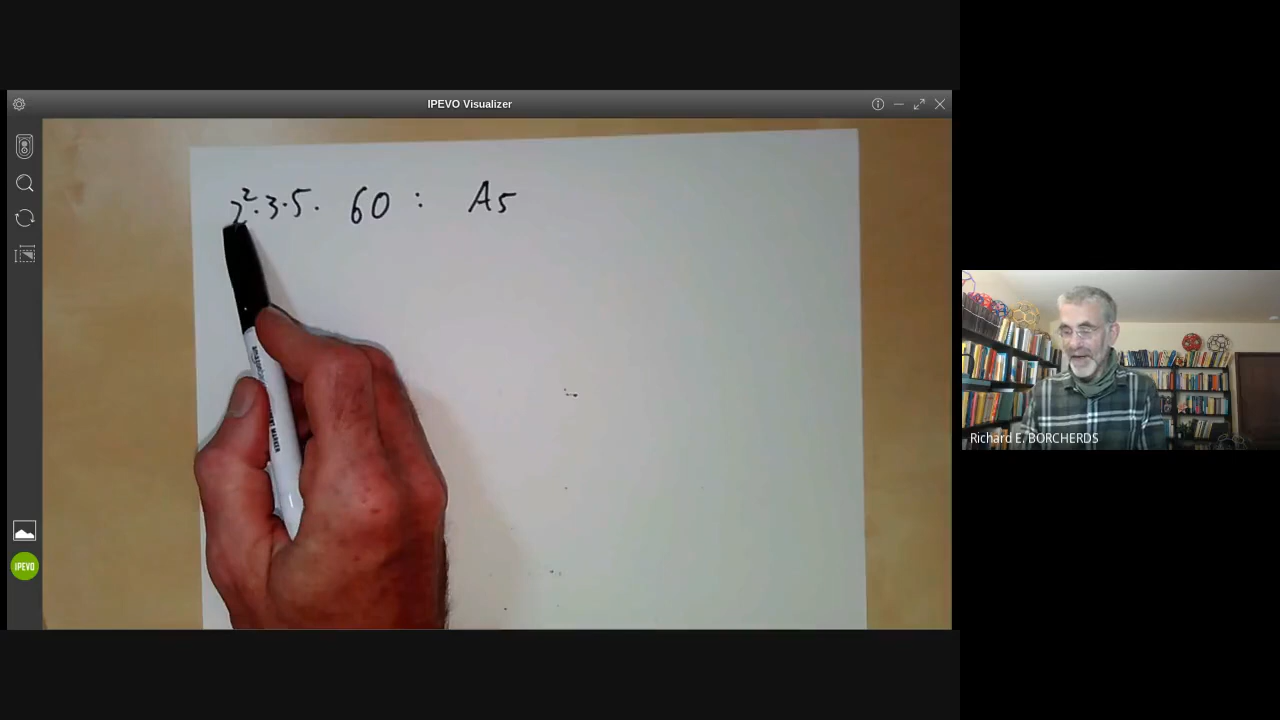 IPEVO Visualizer
2²·3·5· 60 : A5
IPEVO
Richard E. BORCHERDS